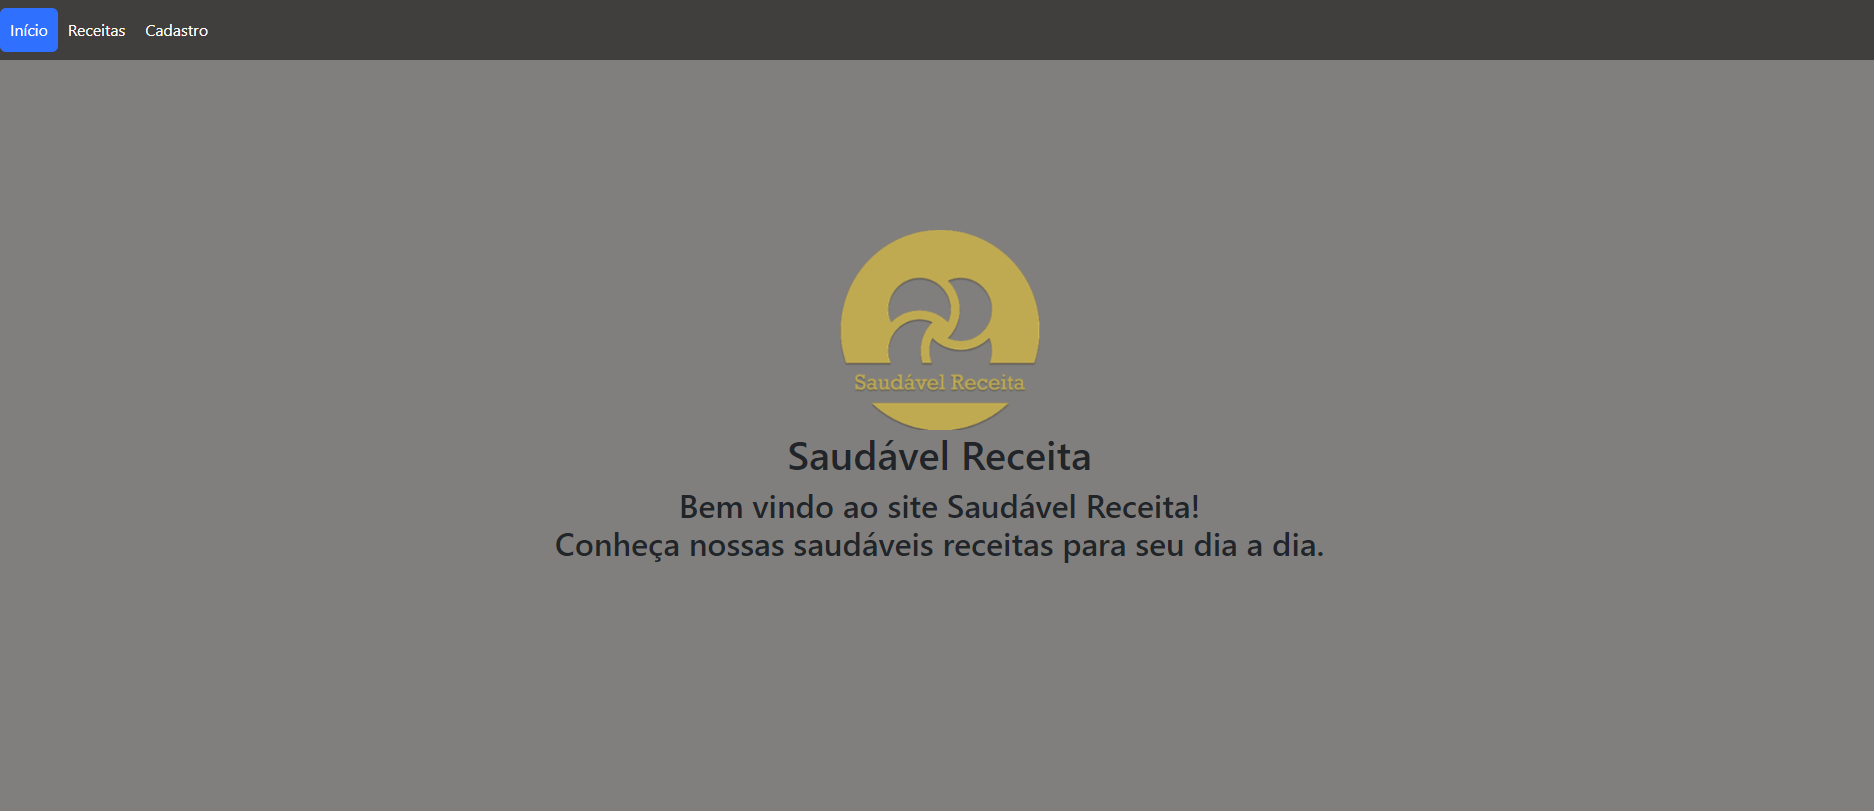 Início
Receitas
Cadastro
Saudável Receita
Saudável Receita
Bem vindo ao site Saudável Receita!
Conheça nossas saudáveis receitas para seu dia a dia.